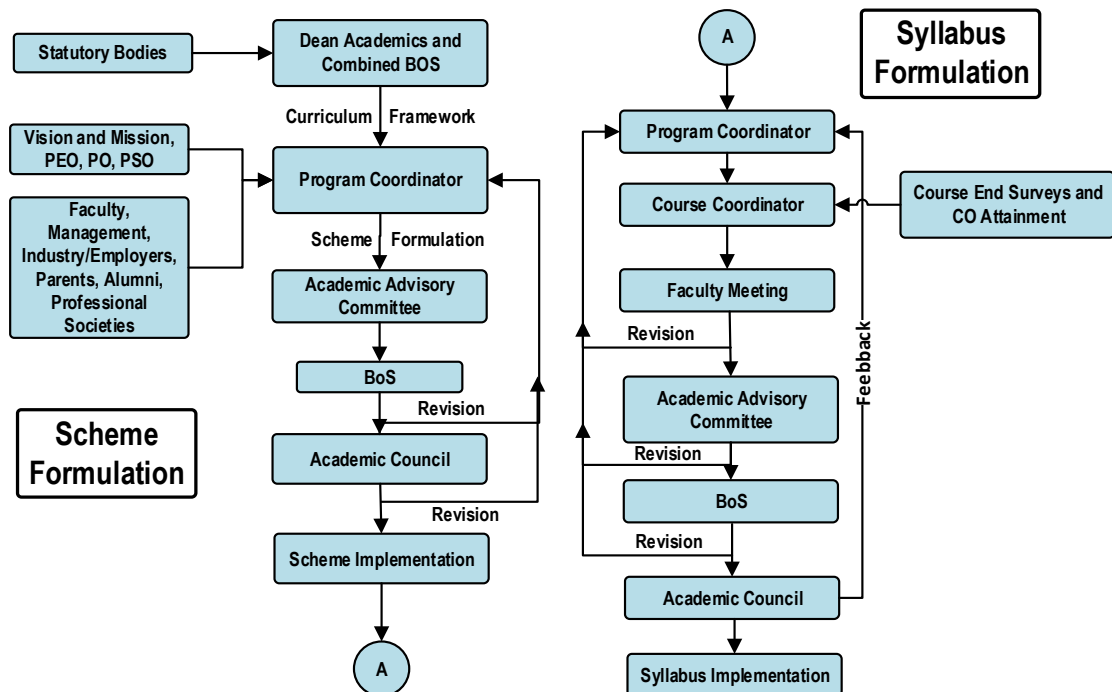 Statutory Bodies
Dean Academics and
Combined BOS
Curriculum Framework
Vision and Mission,
PEO, PO, PSO
Program Coordinator
Faculty,
Management,
Industry/Employers,
Parents, Alumni,
Professional
Societies
Scheme Formulation
Academic Advisory
Committee
BoS
Revision
Scheme
Formulation
Academic Council
Revision
Scheme Implementation
A
A
Syllabus
Formulation
Program Coordinator
Course Coordinator
Course End Surveys and
CO Attainment
Faculty Meeting
Revision
Feebback
Academic Advisory
Committee
Revision
BoS
Revision
Academic Council
Syllabus Implementation